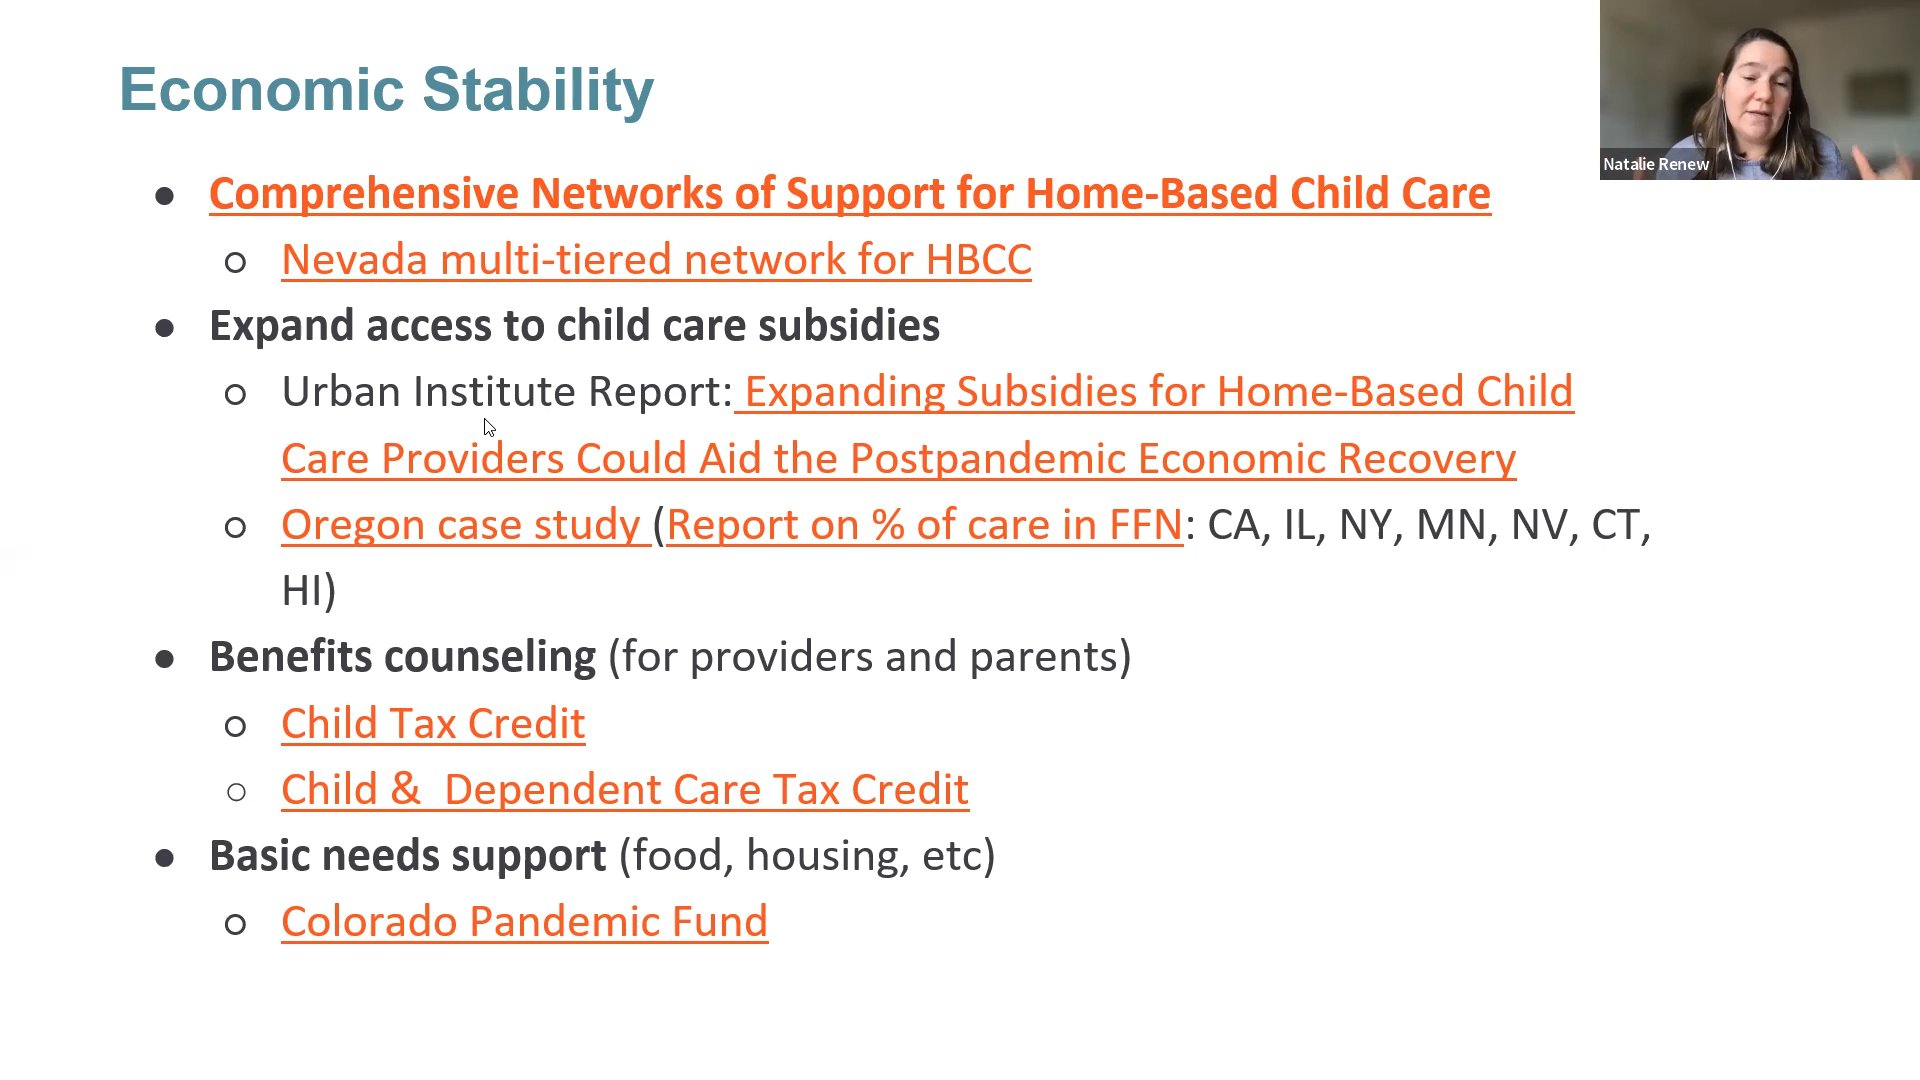 Economic Stability
Natalie Renew
● Comprehensive Networks of Support for Home-Based Child Care
○ Nevada multi-tiered network for HBCC
● Expand access to child care subsidies
○ Urban Institute Report: Expanding Subsidies for Home-Based Child
Care Providers Could Aid the Postpandemic Economic Recovery
○ Oregon case study (Report on % of care in FFN: CA, IL, NY, MN, NV, CT,
HI)
● Benefits counseling (for providers and parents)
○ Child Tax Credit
○ Child & Dependent Care Tax Credit
● Basic needs support (food, housing, etc)
○ Colorado Pandemic Fund